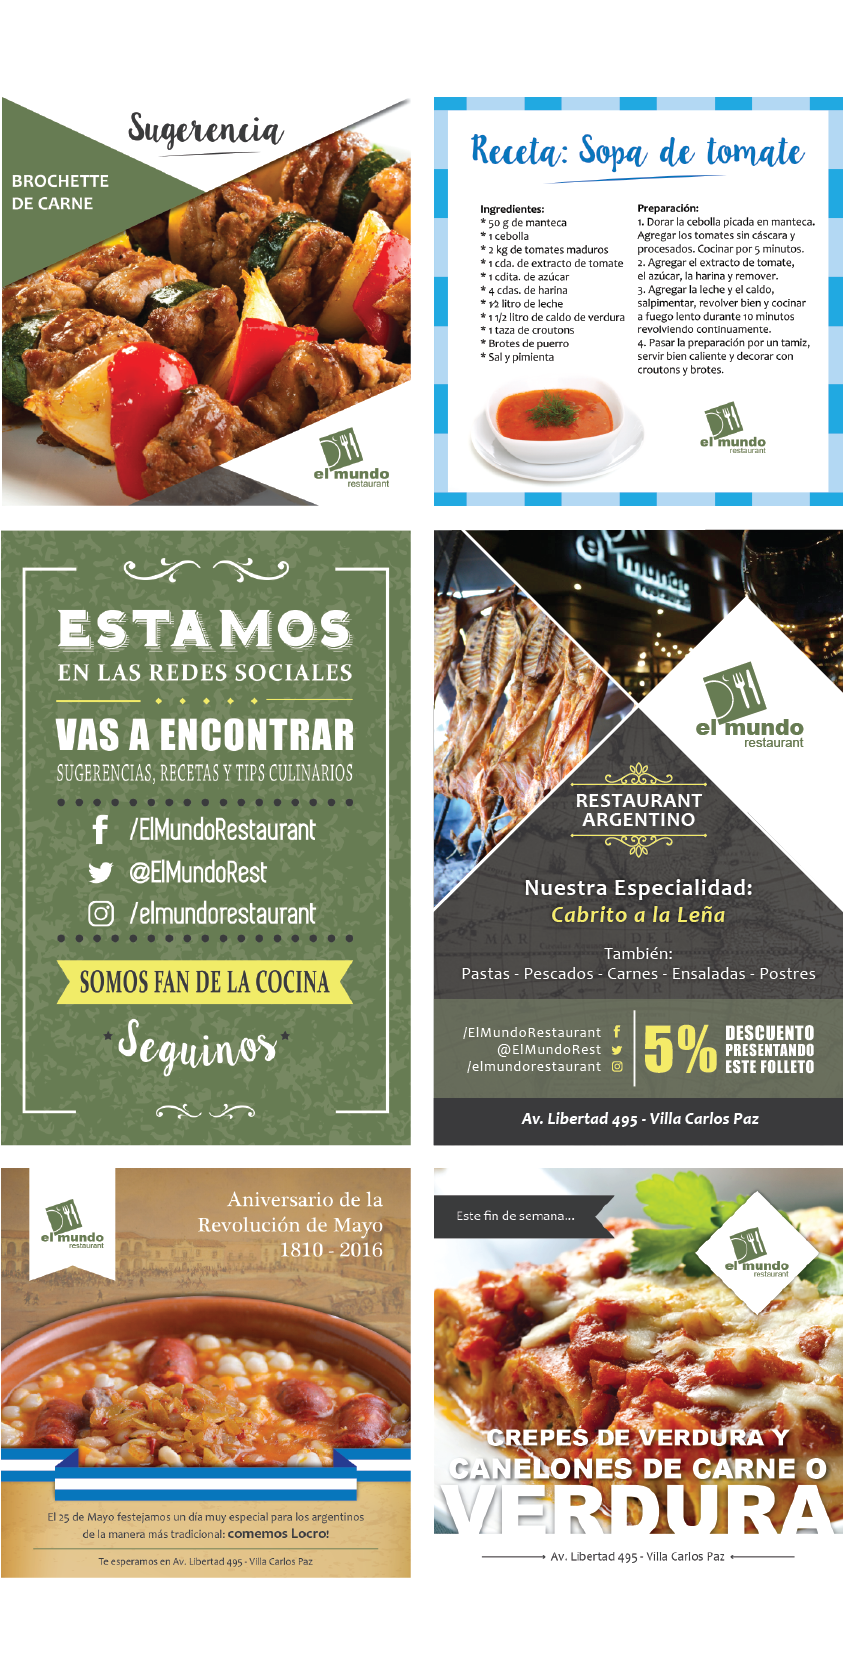 Sugerencia
BROCHETTE
DE CARNE
el mundo
restaurant
Receta: Sopa de tomate
Ingredientes:
* 50 g de manteca
* 1 cebolla
* 2 kg de tomates maduros
* 1 cda. de extracto de tomate
* 1 cdita. de azúcar
* 4 cdas. de harina
* 1⁄2 litro de leche
* 1 1/2 litro de caldo de verdura
* 1 taza de croutons
* Brotes de puerro
* Sal y pimienta
Preparación:
1. Dorar la cebolla picada en manteca.
Agregar los tomates sin cáscara y
procesados. Cocinar por 5 minutos.
2. Agregar el extracto de tomate,
el azúcar, la harina y remover.
3. Agregar la leche y el caldo,
salpimentar, revolver bien y cocinar
a fuego lento durante 10 minutos
revolviendo continuamente.
4. Pasar la preparación por un tamiz,
servir bien caliente y decorar con
croutons y brotes.
el mundo
restaurant
ESTAMOS
EN LAS REDES SOCIALES
VAS A ENCONTRAR
SUGERENCIAS, RECETAS Y TIPS CULINARIOS
/ElMundoRestaurant
@ElMundoRest
/elmundorestaurant
SOMOS FAN DE LA COCINA
Seguinos
el mundo
el mundo
restaurant
RESTAURANT
ARGENTINO
Nuestra Especialidad:
Cabrito a la Leña
MAR DEL
ZVR
También:
Pastas - Pescados - Carnes - Ensaladas - Postres
/ElMundoRestaurant
@ElMundoRest
/elmundorestaurant
5% DESCUENTO
PRESENTANDO
ESTE FOLLETO
Av. Libertad 495 - Villa Carlos Paz
el mundo
restaurant
Aniversario de la
Revolución de Mayo
1810 - 2016
El 25 de Mayo festejamos un día muy especial para los argentinos
de la manera más tradicional: comemos Locro!
Te esperamos en Av. Libertad 495 - Villa Carlos Paz
Este fin de semana...
el mundo
restaurant
CREPES DE VERDURA Y
CANELONES DE CARNE O
VERDURA
Av. Libertad 495 - Villa Carlos Paz